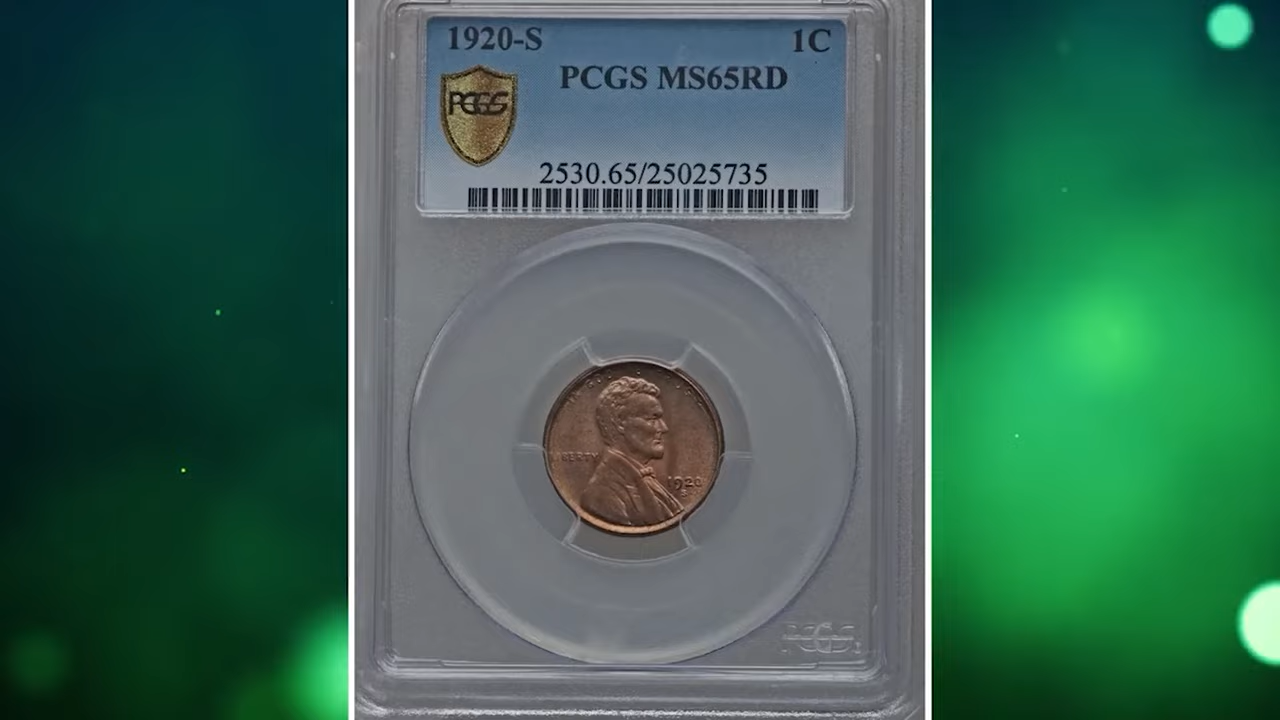 1920-S 1C
PCGS MS65RD
PCGS
2530.65/25025735
LIBERTY
1920
S
PCGS